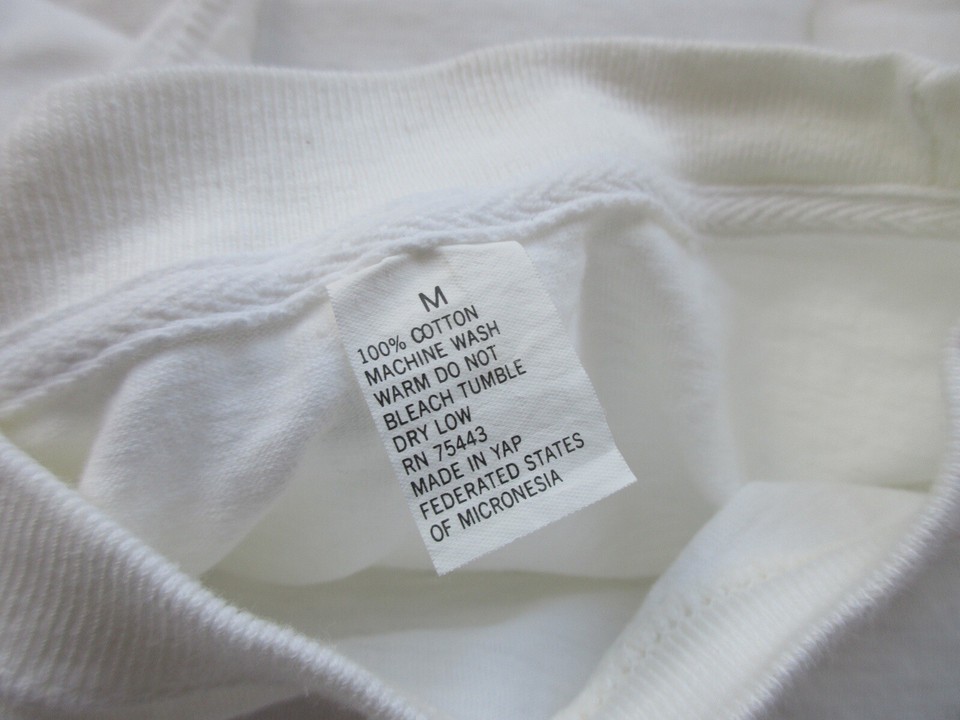 M
100% COTTON
MACHINE WASH
WARM DO NOT
BLEACH TUMBLE
DRY LOW
RN 75443
MADE IN YAP
FEDERATED STATES
OF MICRONESIA